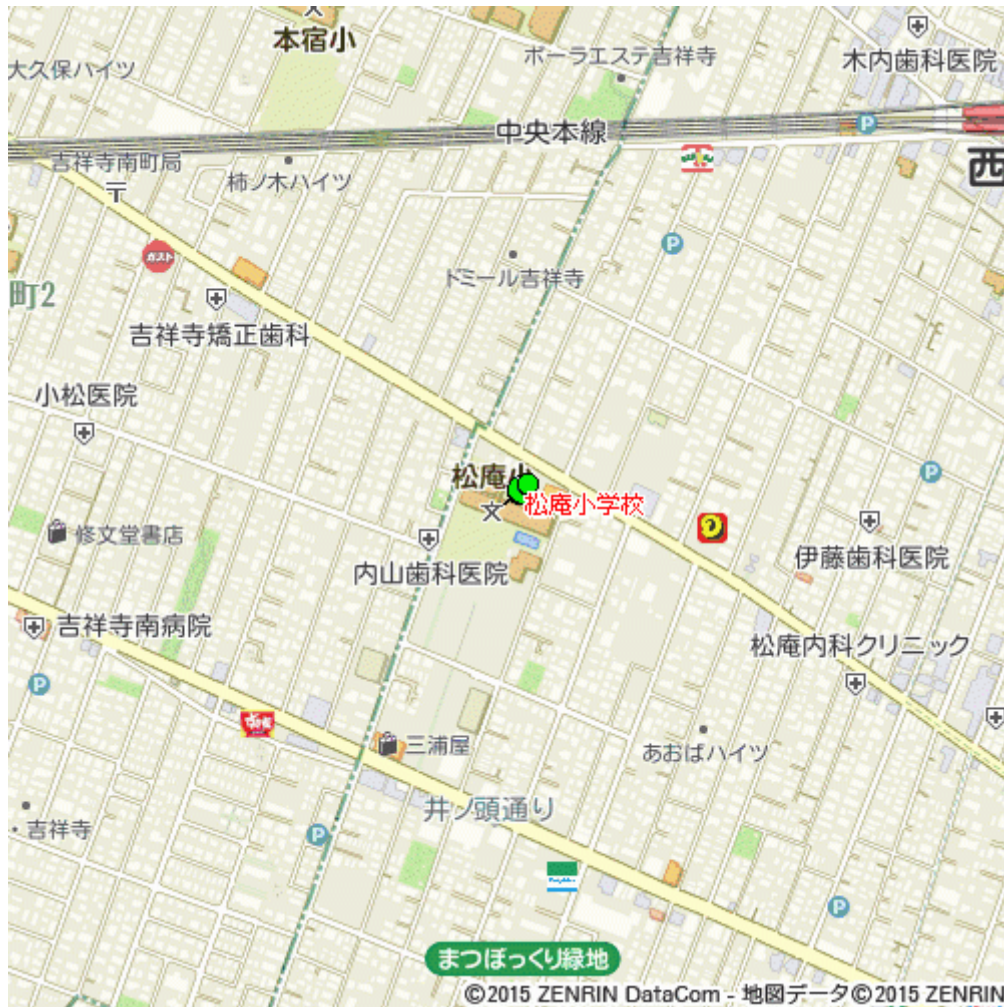 本宿小
ポーラエステ吉祥寺
木内歯科医院
大久保ハイツ
中央本線
吉祥寺南町局
柿ノ木ハイツ
西
P
P
ガスト
ドミール吉祥寺
町2
吉祥寺矯正歯科
小松医院
松庵小
松庵小学校
P
修文堂書店
内山歯科医院
伊藤歯科医院
吉祥寺南病院
松庵内科クリニック
P
三浦屋
あおばハイツ
井ノ頭通り
・吉祥寺
P
P
まつぼっくり緑地
©2015 ZENRIN DataCom - 地図データ©2015 ZENRIN